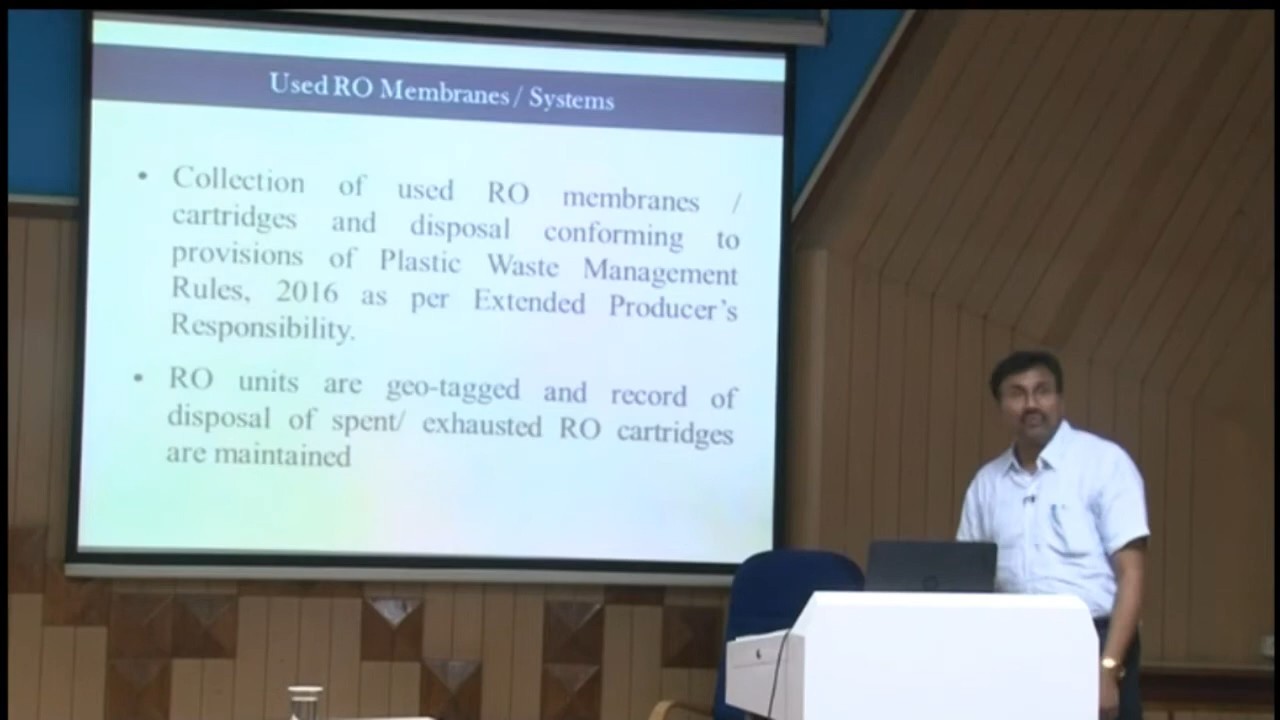 Used RO Membranes / Systems
• Collection of used RO membranes /
cartridges and disposal conforming to
provisions of Plastic Waste Management
Rules, 2016 as per Extended Producer's
Responsibility.
• RO units are geo-tagged and record of
disposal of spent/ exhausted RO cartridges
are maintained